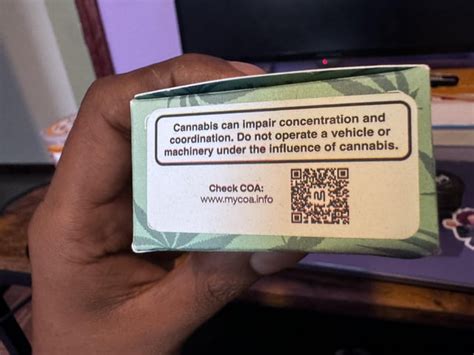 Cannabis can impair concentration and
coordination. Do not operate a vehicle or
machinery under the influence of cannabis.
Check COA:
www.mycoa.info